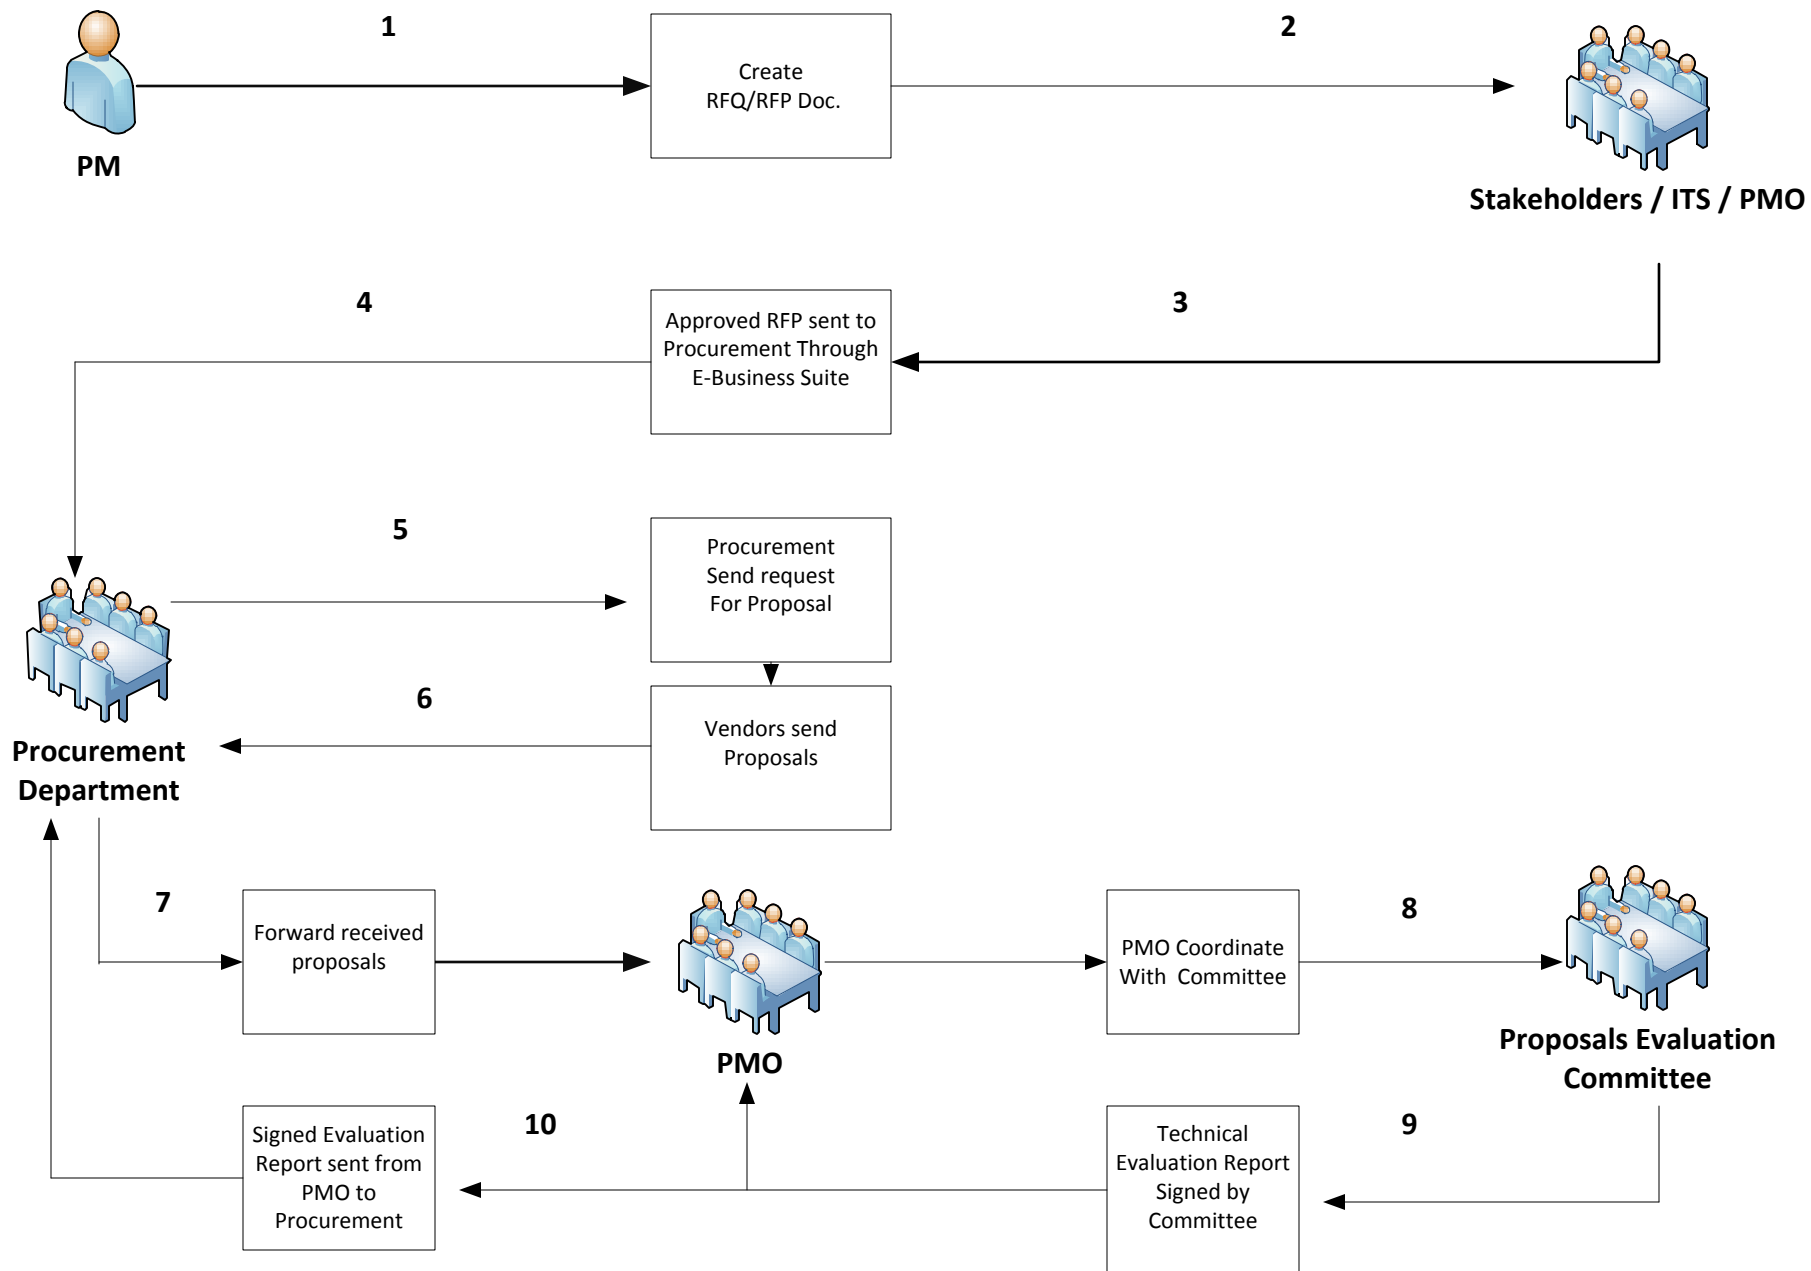 1
2
Create
RFQ/RFP Doc.
PM
Stakeholders / ITS / PMO
4
3
Approved RFP sent to
Procurement Through
E-Business Suite
5
Procurement
Send request
For Proposal
6
Vendors send
Proposals
Procurement
Department
7
Forward received
proposals
PMO
PMO Coordinate
With  Committee
8
Proposals Evaluation
Committee
Signed Evaluation
Report sent from
PMO to
Procurement
10
Technical
Evaluation Report
Signed by
Committee
9